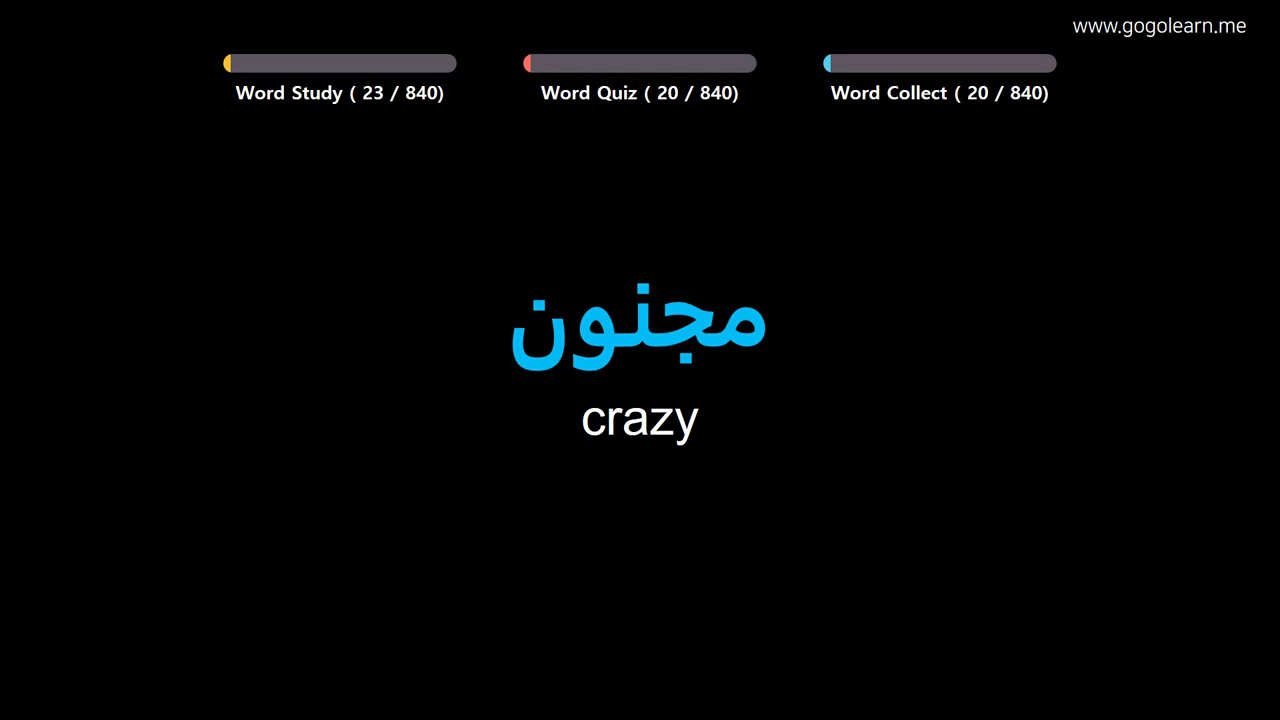 www.gogolearn.me
Word Study ( 23 / 840)
Word Quiz ( 20 / 840)
Word Collect ( 20 / 840)
مجنون
crazy